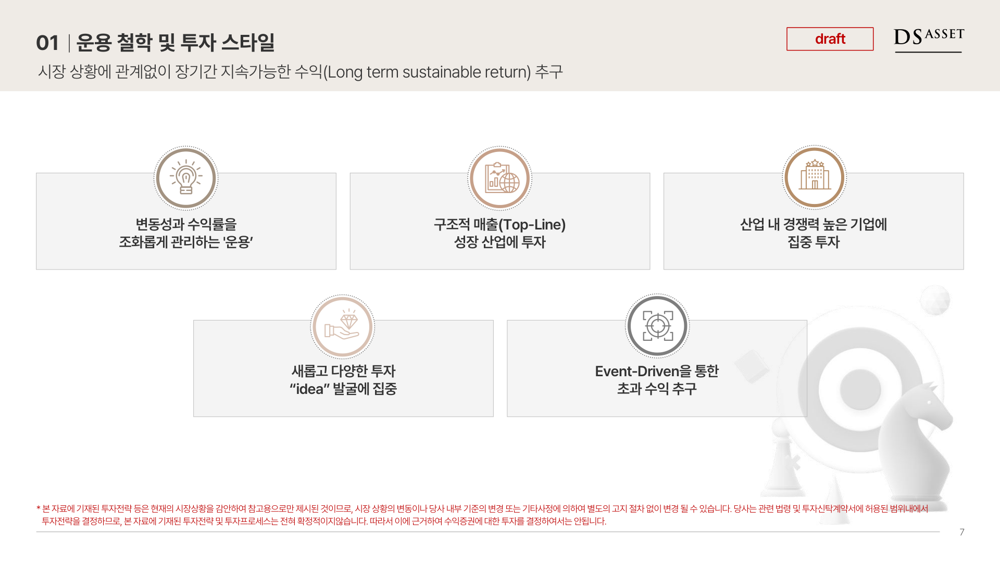 01 운용 철학 및 투자 스타일
draft
DS ASSET
시장 상황에 관계없이 장기간 지속가능한 수익(Long term sustainable return) 추구
변동성과 수익률을
조화롭게 관리하는 '운용’
구조적 매출(Top-Line)
성장 산업에 투자
산업 내 경쟁력 높은 기업에
집중 투자
새롭고 다양한 투자
“idea” 발굴에 집중
Event-Driven을 통한
초과 수익 추구
* 본 자료에 기재된 투자전략 등은 현재의 시장상황을 감안하여 참고용으로만 제시된 것이므로, 시장 상황의 변동이나 당사 내부 기준의 변경 또는 기타사정에 의하여 별도의 고지 절차 없이 변경 될 수 있습니다. 당사는 관련 법령 및 투자신탁계약서에 허용된 범위내에서
투자전략을 결정하므로, 본 자료에 기재된 투자전략 및 투자프로세스는 전혀 확정적이지않습니다. 따라서 이에 근거하여 수익증권에 대한 투자를 결정하여서는 안됩니다.
7